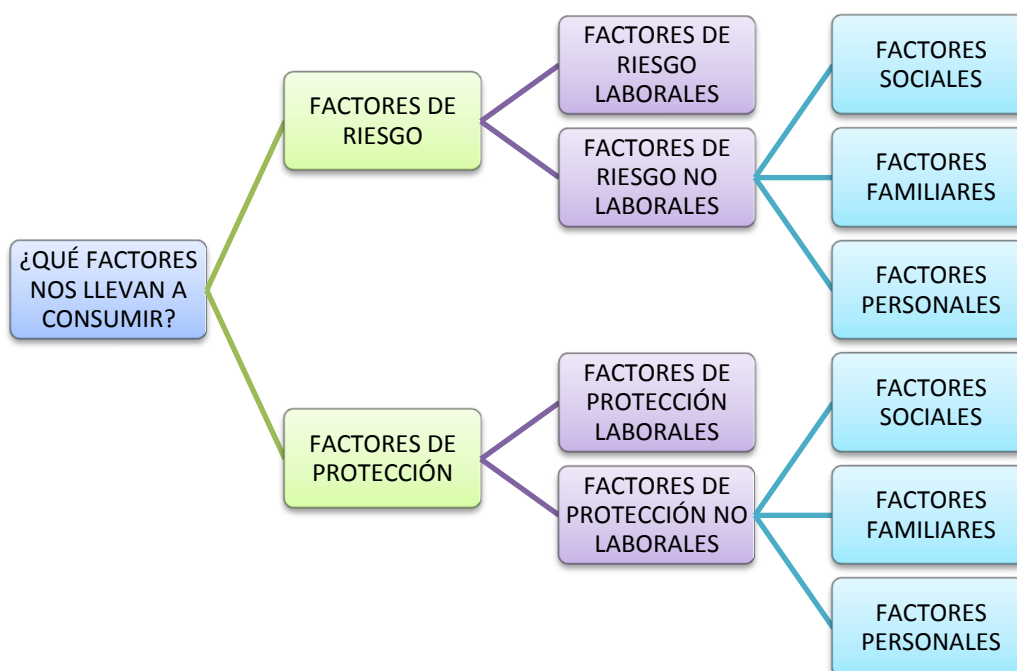 ¿QUÉ FACTORES
NOS LLEVAN A
CONSUMIR?
FACTORES DE
RIESGO
FACTORES DE
RIESGO
LABORALES
FACTORES DE
RIESGO NO
LABORALES
FACTORES
SOCIALES
FACTORES
FAMILIARES
FACTORES
PERSONALES
FACTORES DE
PROTECCIÓN
FACTORES DE
PROTECCIÓN
LABORALES
FACTORES DE
PROTECCIÓN NO
LABORALES
FACTORES
SOCIALES
FACTORES
FAMILIARES
FACTORES
PERSONALES